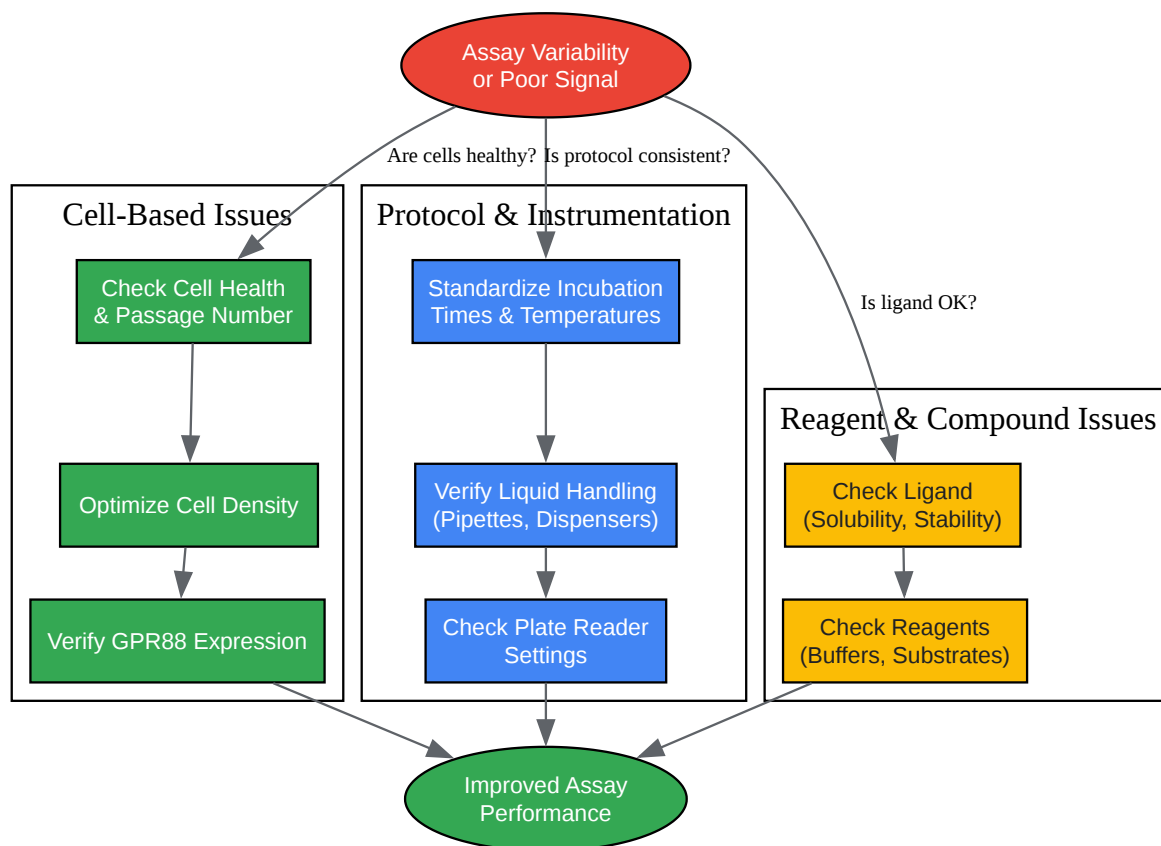 Assay Variability
or Poor Signal
Are cells healthy?
Is protocol consistent?
Is ligand OK?
Cell-Based Issues
Check Cell Health
& Passage Number
Optimize Cell Density
Verify GPR88 Expression
Protocol & Instrumentation
Standardize Incubation
Times & Temperatures
Verify Liquid Handling
(Pipettes, Dispensers)
Check Plate Reader
Settings
Reagent & Compound Issues
Check Ligand
(Solubility, Stability)
Check Reagents
(Buffers, Substrates)
Improved Assay
Performance